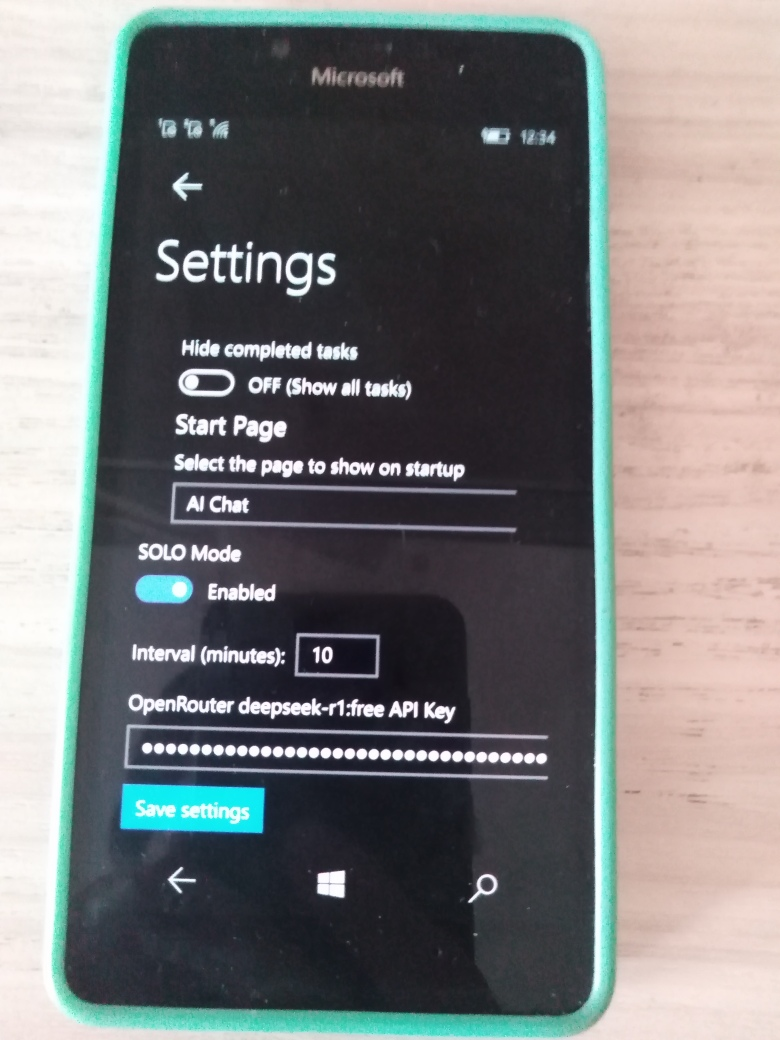 Microsoft
12:34
Settings
Hide completed tasks
OFF (Show all tasks)
Start Page
Select the page to show on startup
AI Chat
SOLO Mode
Enabled
Interval (minutes): 10
OpenRouter deepseek-r1:free API Key
Save settings